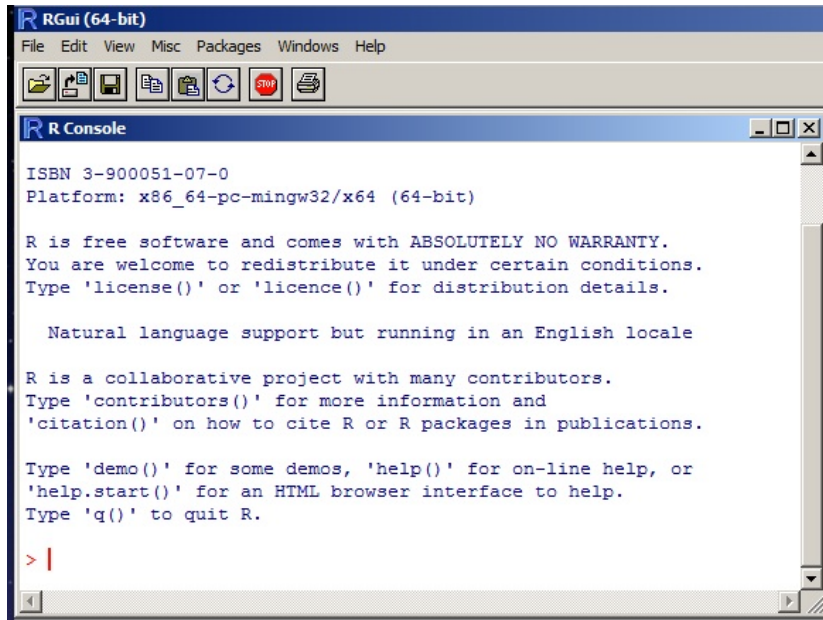 RGui (64-bit)
File Edit View Misc Packages Windows Help
STOP
R Console
ISBN 3-900051-07-0
Platform: x86_64-pc-mingw32/x64 (64-bit)
R is free software and comes with ABSOLUTELY NO WARRANTY.
You are welcome to redistribute it under certain conditions.
Type 'license()' or 'licence()' for distribution details.
Natural language support but running in an English locale
R is a collaborative project with many contributors.
Type 'contributors()' for more information and
'citation()' on how to cite R or R packages in publications.
Type 'demo()' for some demos, 'help()' for on-line help, or
'help.start()' for an HTML browser interface to help.
Type 'q()' to quit R.
>